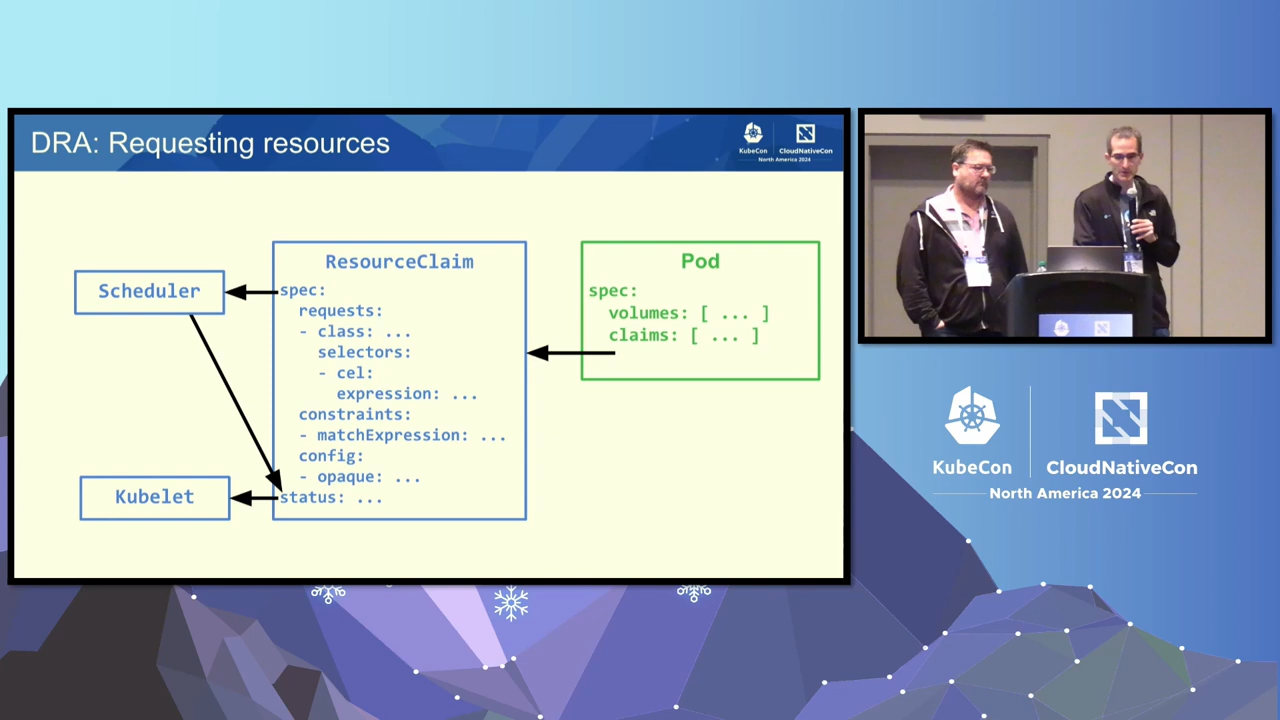 DRA: Requesting resources
KubeCon
CloudNativeCon
North America 2024
Scheduler
Kubelet
ResourceClaim
spec:
requests:
- class: ...
selectors:
- cel:
expression: ...
constraints:
- matchExpression: ...
config:
- opaque: ...
status: ...
Pod
spec:
volumes: [ ... ]
claims: [ ... ]
KubeCon
CloudNativeCon
North America 2024